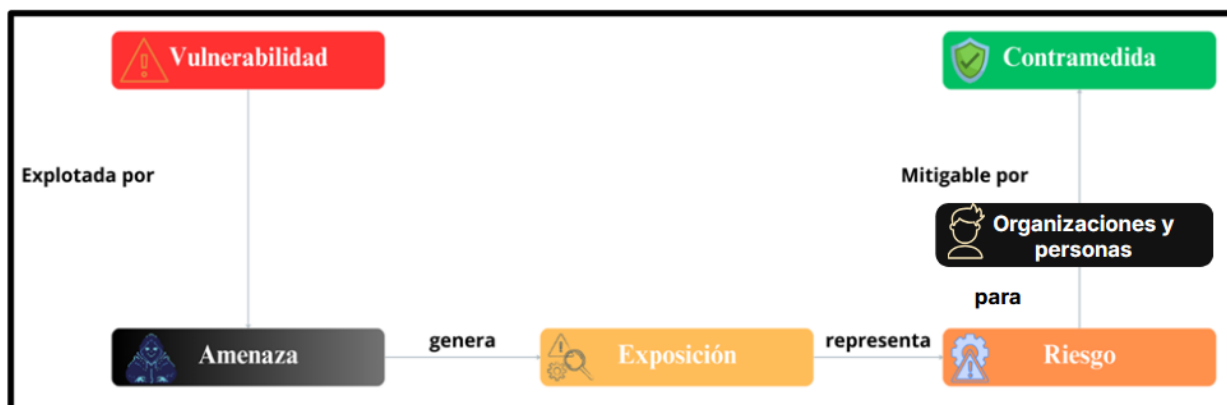 Vulnerabilidad
Contramedida
Explotada por
Mitigable por
Organizaciones y
personas
para
Amenaza
genera
Exposición
representa
Riesgo